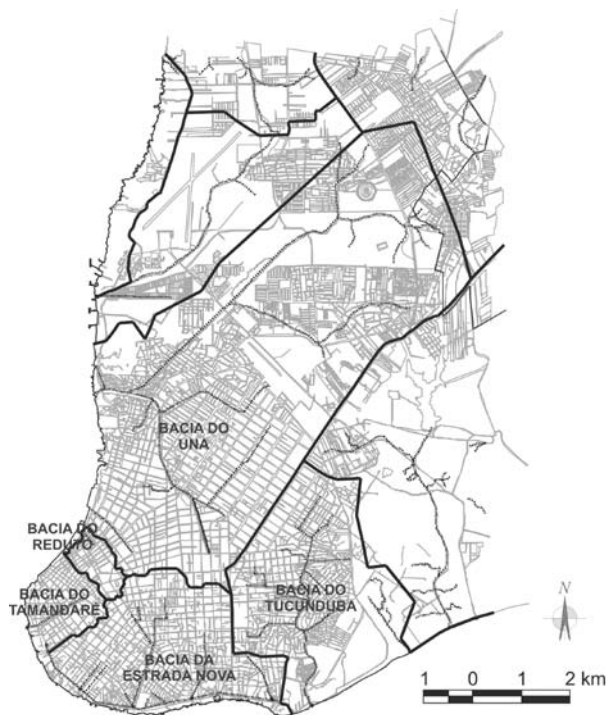 BACIA DO
UNA
BACIA DO
REDUTO
BACIA DO
TAMANDARÉ
BACIA DO
TUCUNDUBA
BACIA DA
ESTRADA NOVA
N
1 0 1 2 km